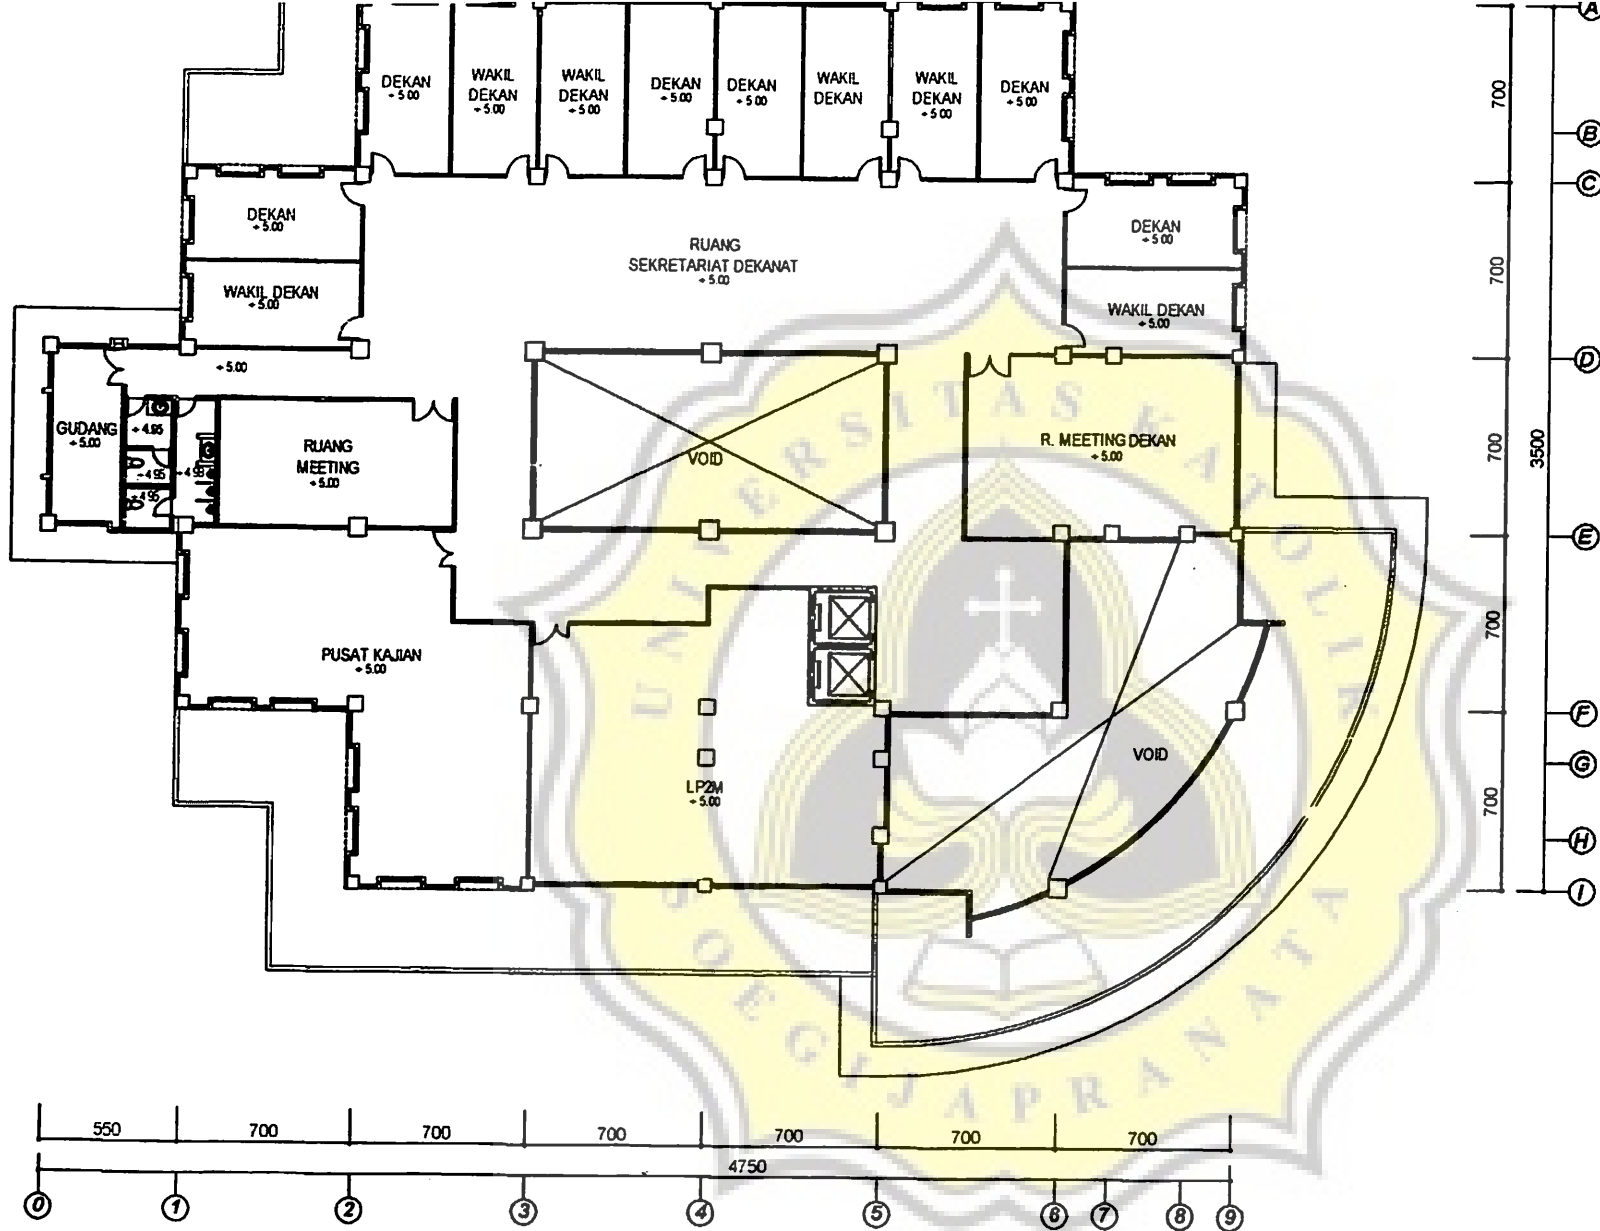 DEKAN
+ 5.00
WAKIL
DEKAN
+ 5.00
WAKIL
DEKAN
+ 5.00
DEKAN
+ 5.00
DEKAN
+ 5.00
WAKIL
DEKAN
WAKIL
DEKAN
+ 5.00
DEKAN
+ 5.00
DEKAN
+ 5.00
WAKIL DEKAN
+ 5.00
RUANG
SEKRETARIAT DEKANAT
+ 5.00
DEKAN
+ 5.00
WAKIL DEKAN
+ 5.00
+ 5.00
GUDANG
+ 5.00
+ 4.95
+ 4.95
+ 4.95
RUANG
MEETING
+ 5.00
VOID
R. MEETING DEKAN
+ 5.00
PUSAT KAJIAN
+ 5.00
LP2M
+ 5.00
VOID
UNIVERSITAS KATOLIK
SOEGIJAPRANATA
A
B
C
D
E
F
G
H
I
700
700
700
700
700
3500
550
700
700
700
700
700
700
4750
0
1
2
3
4
5
6
7
8
9